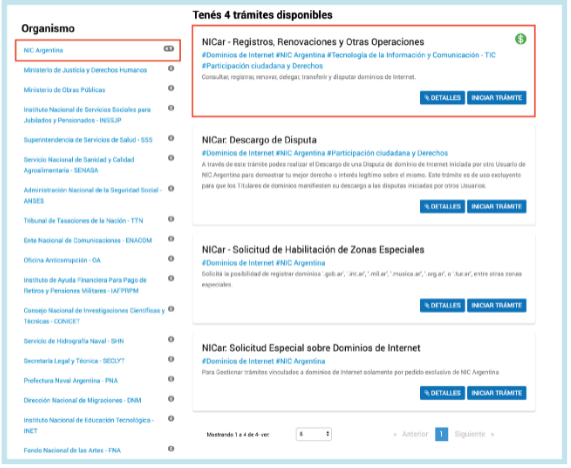 Organismo
NIC Argentina
Ministerio de Justicia y Derechos Humanos
Ministerio de Obras Públicas
Instituto Nacional de Servicios Sociales para
Jubilados y Pensionados - INSSJP
Superintendencia de Servicios de Salud - SSS
Servicio Nacional de Sanidad y Calidad
Agroalimentaria - SENASA
Administración Nacional de la Seguridad Social -
ANSES
Tribunal de Tasaciones de la Nación - TTN
Ente Nacional de Comunicaciones - ENACOM
Oficina Anticorrupción - OA
Instituto de Ayuda Financiera Para Pago de
Retiros y Pensiones Militares - IAFPRPM
Consejo Nacional de Investigaciones Científicas y
Técnicas - CONICET
Servicio de Hidrografía Naval - SHN
Secretaría Legal y Técnica - SECLYT
Prefectura Naval Argentina - PNA
Dirección Nacional de Migraciones - DNM
Instituto Nacional de Educación Tecnológica -
INET
Fondo Nacional de las Artes - FNA
Tenés 4 trámites disponibles
NICar - Registros, Renovaciones y Otras Operaciones
#Dominios de Internet #NIC Argentina #Tecnología de la Información y Comunicación - TIC
#Participación ciudadana y Derechos
Consultar, registrar, renovar, delegar, transferir y disputar dominios de Internet.
DETALLES INICIAR TRÁMITE
NICar: Descargo de Disputa
#Dominios de Internet #NIC Argentina #Participación ciudadana y Derechos
A través de este trámite podés realizar el Descargo de una Disputa de dominio de Internet iniciada por otro Usuario de
NIC Argentina para demostrar tu mejor derecho o interés legítimo sobre el mismo. Este trámite es de uso exclusivo
para que los Titulares de dominios manifiesten su descargo a las disputas iniciadas por otros Usuarios.
DETALLES INICIAR TRÁMITE
NICar - Solicitud de Habilitación de Zonas Especiales
#Dominios de Internet #NIC Argentina
Solicitá la posibilidad de registrar dominios '.gob.ar', '.int.ar', '.mil.ar', '.musica.ar', '.org.ar', o '.tur.ar', entre otras zonas
especiales.
DETALLES INICIAR TRÁMITE
NICar: Solicitud Especial sobre Dominios de Internet
#Dominios de Internet #NIC Argentina
Para Gestionar trámites vinculados a dominios de Internet solamente por pedido exclusivo de NIC Argentina
DETALLES INICIAR TRÁMITE
Mostrando 1 a 4 de 4- ver:
« Anterior 1 Siguiente »